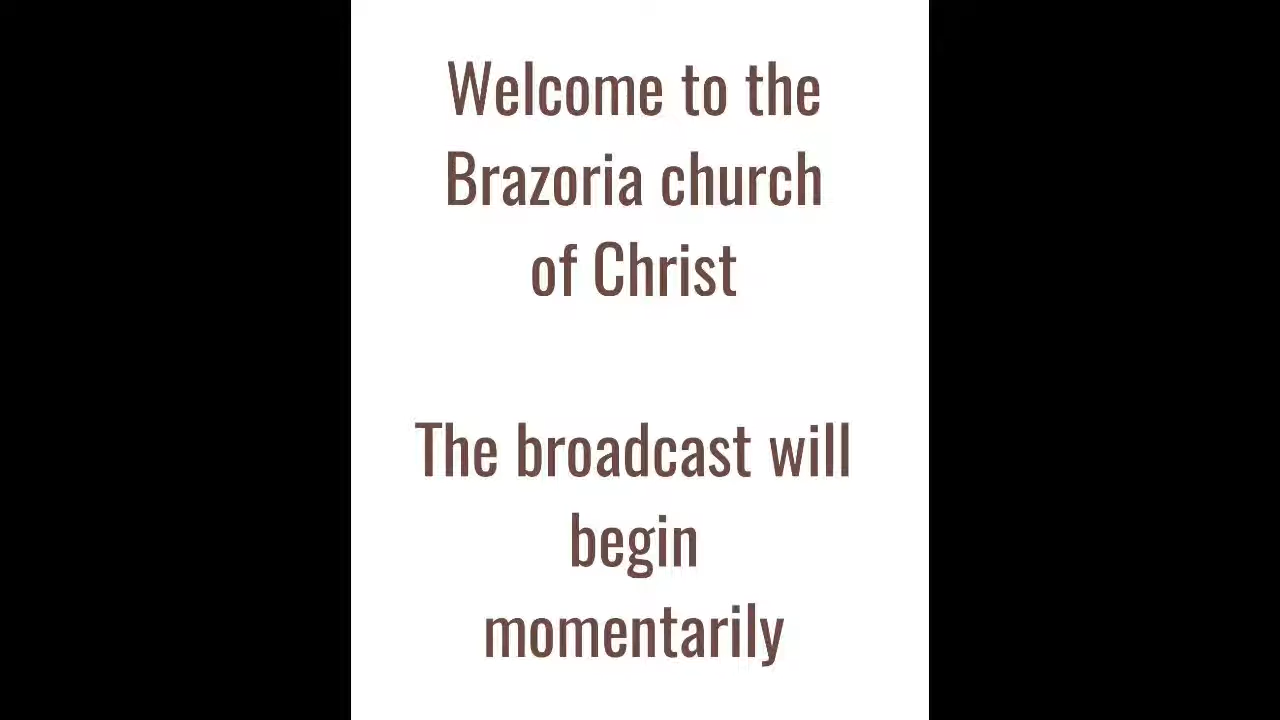 Welcome to the
Brazoria church
of Christ
The broadcast will
begin
momentarily